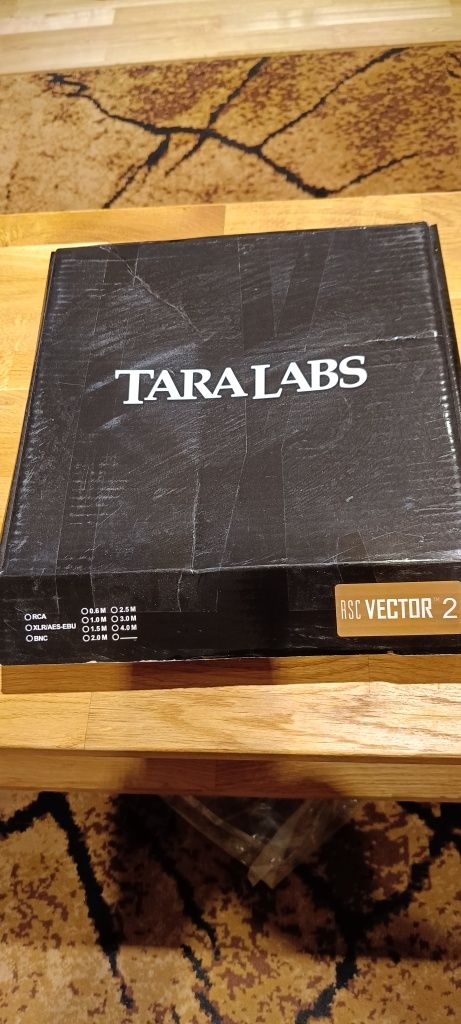 TARA LABS
RCA
XLR/AES-EBU
BNC
0.6 M
1.0 M
1.5 M
2.0 M
2.5 M
3.0 M
4.0 M
RSC VECTOR™ 2